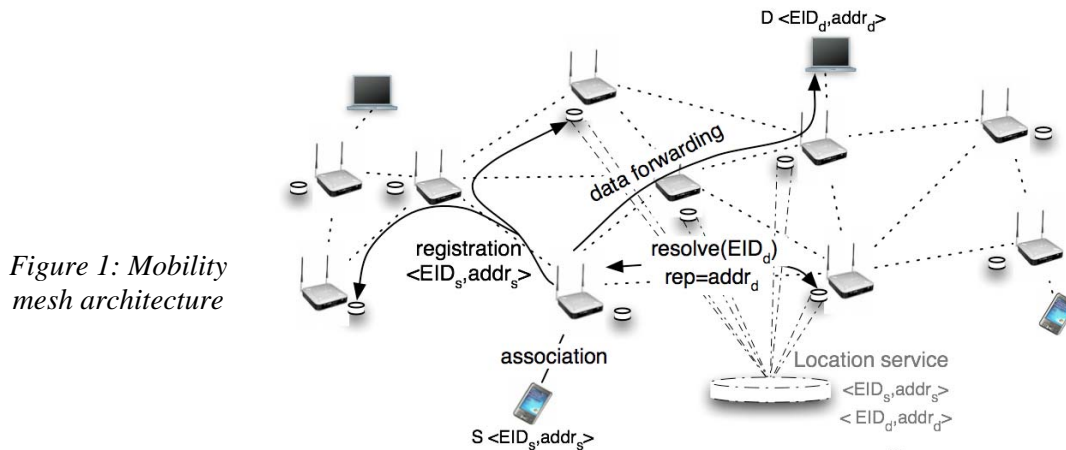 D <EIDd,addrd>
data forwarding
registration
<EIDs,addrs>
resolve(EIDd)
rep=addrd
Figure 1: Mobility
mesh architecture
association
Location service
<EIDs,addrs>
< EIDd,addrd>
S <EIDs,addrs>